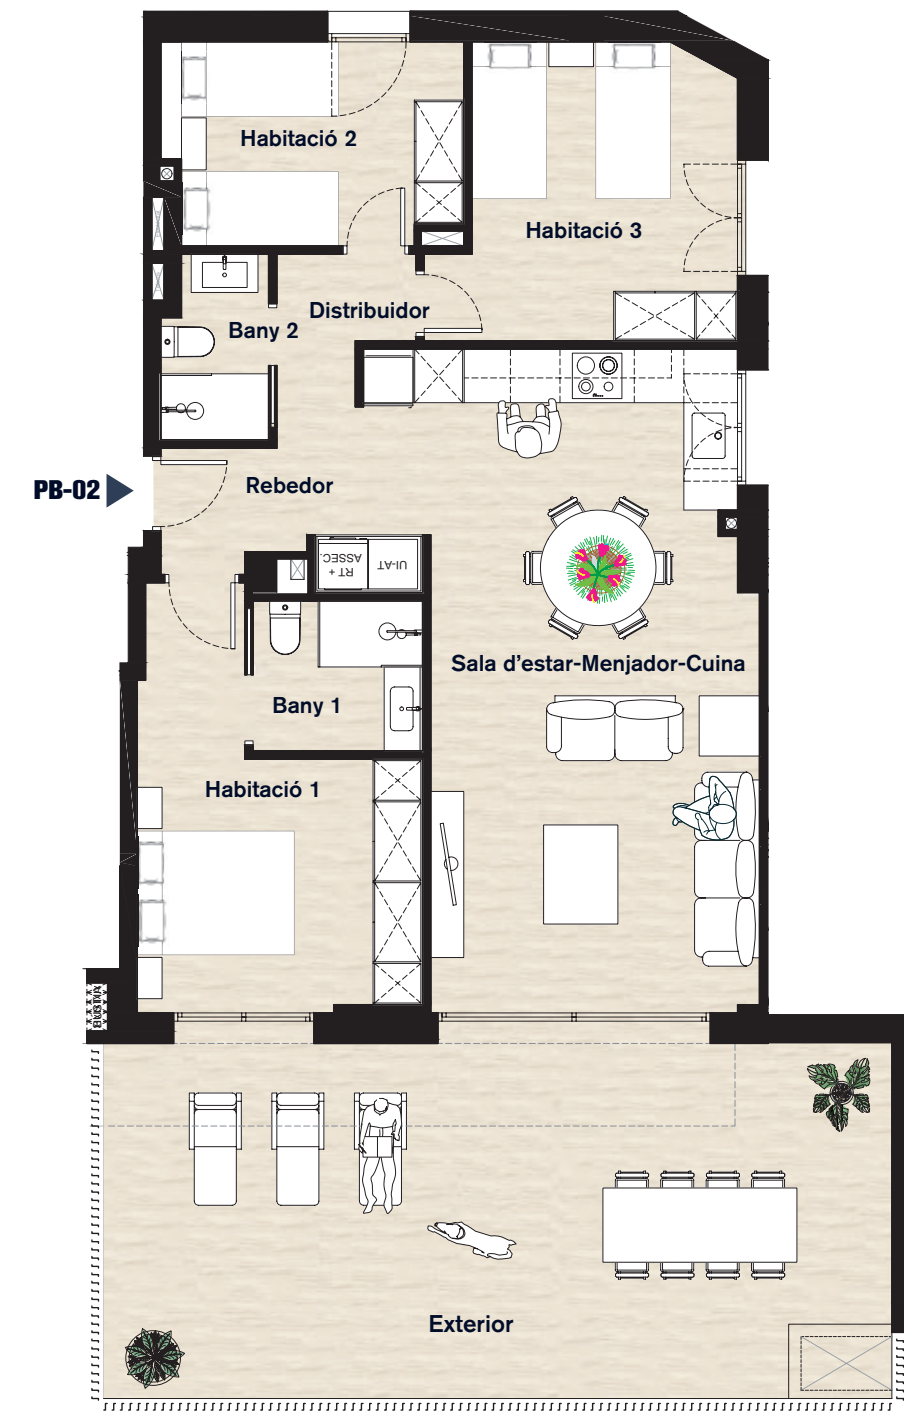 Habitació 2
Habitació 3
Distribuidor
Bany 2
PB-02
Rebedor
RT +
ASSEC.
UI-AT
Sala d'estar-Menjador-Cuina
Bany 1
Habitació 1
Exterior